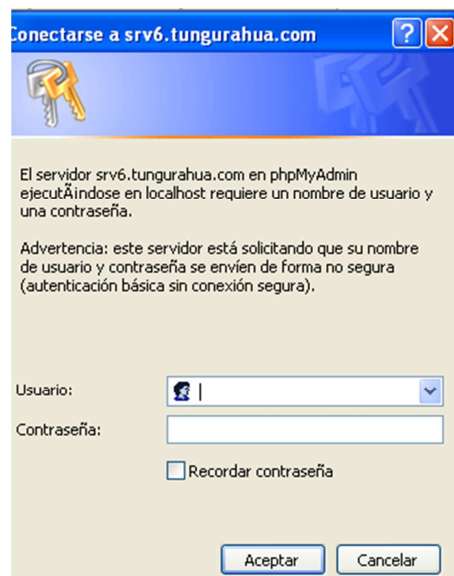 Conectarse a srv6.tungurahua.com
El servidor srv6.tungurahua.com en phpMyAdmin
ejecutÃindose en localhost requiere un nombre de usuario y
una contraseña.
Advertencia: este servidor está solicitando que su nombre
de usuario y contraseña se envíen de forma no segura
(autenticación básica sin conexión segura).
Usuario:
Contraseña:
Recordar contraseña
Aceptar Cancelar